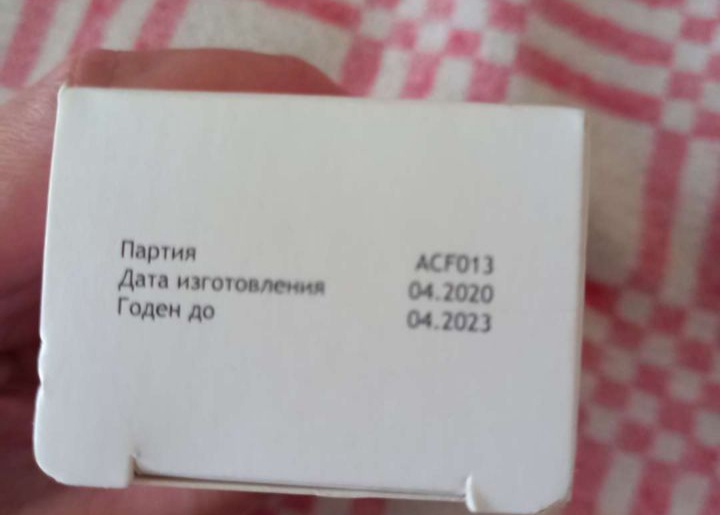 Партия ACF013
Дата изготовления 04.2020
Годен до 04.2023